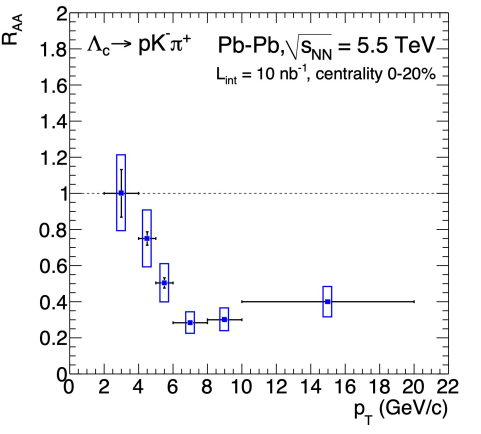 R_AA
2
1.8
1.6
1.4
1.2
1
0.8
0.6
0.4
0.2
0
Λ_c→ pK⁻π⁺
Pb-Pb,√s_NN = 5.5 TeV
L_int = 10 nb⁻¹, centrality 0-20%
0 2 4 6 8 10 12 14 16 18 20 22
p_T (GeV/c)